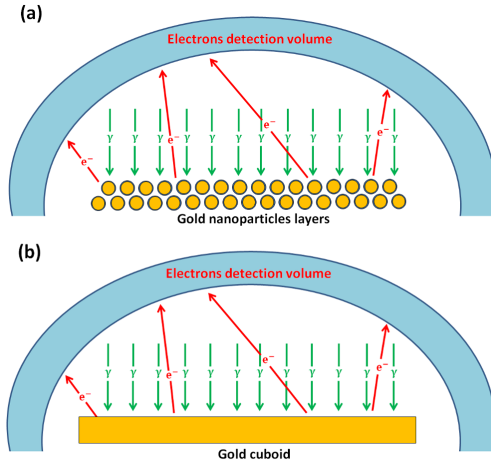 (a)
Electrons detection volume
γ γ γ γ γ γ γ γ γ γ γ γ
e⁻ e⁻ e⁻ e⁻
Gold nanoparticles layers
(b)
Electrons detection volume
γ γ γ γ γ γ γ γ γ γ γ γ
e⁻ e⁻ e⁻ e⁻
Gold cuboid